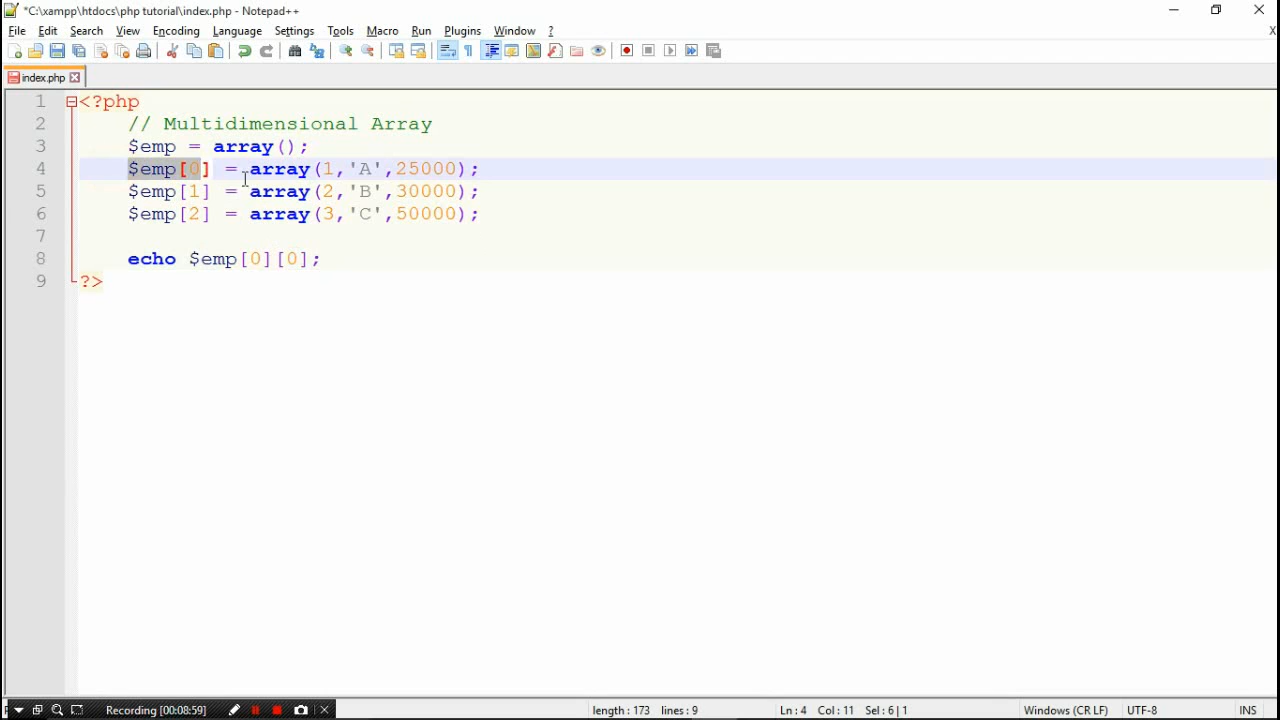 *C:\xampp\htdocs\php tutorial\index.php - Notepad++
File Edit Search View Encoding Language Settings Tools Macro Run Plugins Window ? X
index.php
1 <?php
2 // Multidimensional Array
3 $emp = array();
4 $emp[0] = array(1,'A',25000);
5 $emp[1] = array(2,'B',30000);
6 $emp[2] = array(3,'C',50000);
7
8 echo $emp[0][0];
9 ?>
Recording [00:08:59] length : 173 lines : 9 Ln : 4 Col : 11 Sel : 6 | 1 Windows (CR LF) UTF-8 INS